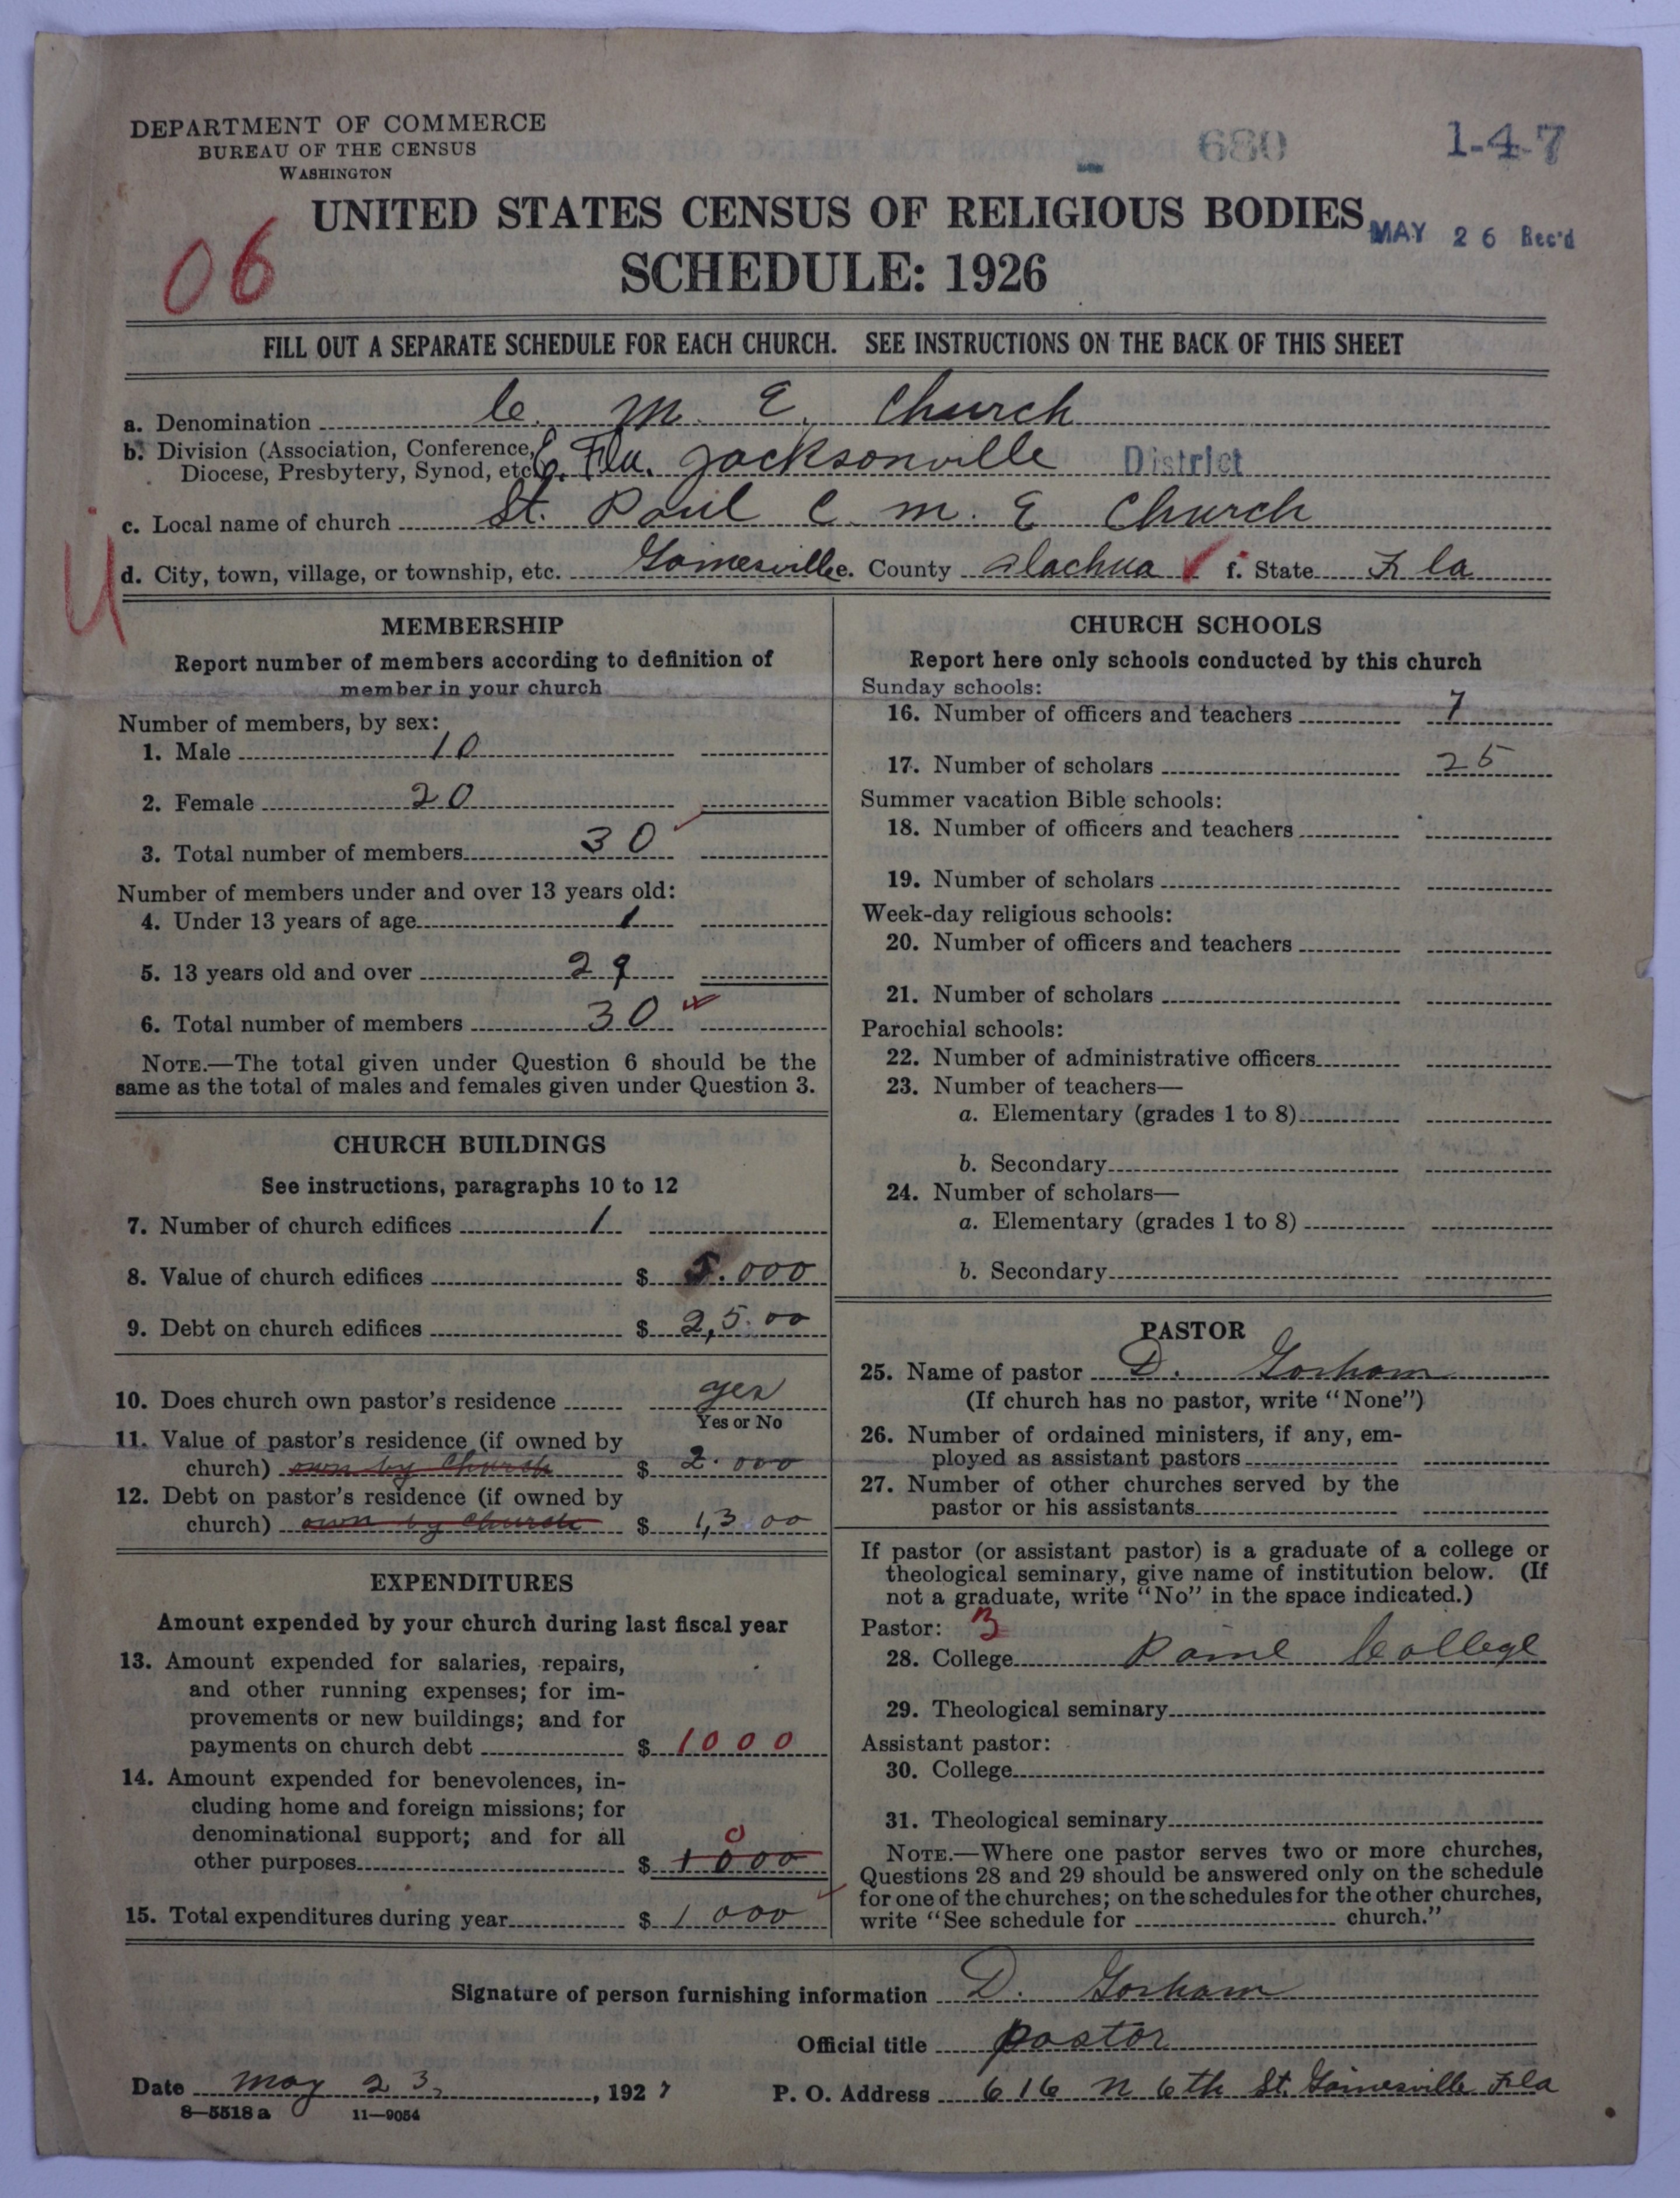 DEPARTMENT OF COMMERCE
BUREAU OF THE CENSUS
WASHINGTON
680
1-4-7
UNITED STATES CENSUS OF RELIGIOUS BODIES
MAY 26 Rec'd
06
SCHEDULE: 1926
FILL OUT A SEPARATE SCHEDULE FOR EACH CHURCH. SEE INSTRUCTIONS ON THE BACK OF THIS SHEET
a. Denomination C. M. E. Church
b. Division (Association, Conference, Diocese, Presbytery, Synod, etc.) E. Fla. Jacksonville District
c. Local name of church St. Paul C. M. E Church
U
d. City, town, village, or township, etc. Gainesville e. County Alachua f. State Fla
MEMBERSHIP
Report number of members according to definition of
member in your church
Number of members, by sex:
1. Male 10
2. Female 20
3. Total number of members 30
Number of members under and over 13 years old:
4. Under 13 years of age 1
5. 13 years old and over 29
6. Total number of members 30
NOTE.—The total given under Question 6 should be the
same as the total of males and females given under Question 3.
CHURCH BUILDINGS
See instructions, paragraphs 10 to 12
7. Number of church edifices 1
8. Value of church edifices $ 5.000
9. Debt on church edifices $ 2,5.00
10. Does church own pastor's residence yes
Yes or No
11. Value of pastor's residence (if owned by
church) own by Church $ 2.000
12. Debt on pastor's residence (if owned by
church) own by Church $ 1,3 00
EXPENDITURES
Amount expended by your church during last fiscal year
13. Amount expended for salaries, repairs,
and other running expenses; for im-
provements or new buildings; and for
payments on church debt $ 1000
14. Amount expended for benevolences, in-
cluding home and foreign missions; for
denominational support; and for all
0
other purposes $ 1000
15. Total expenditures during year $ 1000
CHURCH SCHOOLS
Report here only schools conducted by this church
Sunday schools:
16. Number of officers and teachers 7
17. Number of scholars 25
Summer vacation Bible schools:
18. Number of officers and teachers
19. Number of scholars
Week-day religious schools:
20. Number of officers and teachers
21. Number of scholars
Parochial schools:
22. Number of administrative officers
23. Number of teachers—
a. Elementary (grades 1 to 8)
b. Secondary
24. Number of scholars—
a. Elementary (grades 1 to 8)
b. Secondary
PASTOR
25. Name of pastor D. Gorham
(If church has no pastor, write "None")
26. Number of ordained ministers, if any, em-
ployed as assistant pastors
27. Number of other churches served by the
pastor or his assistants
If pastor (or assistant pastor) is a graduate of a college or
theological seminary, give name of institution below. (If
not a graduate, write "No" in the space indicated.)
Pastor: 3
28. College Paine College
29. Theological seminary
Assistant pastor:
30. College
31. Theological seminary
NOTE.—Where one pastor serves two or more churches,
Questions 28 and 29 should be answered only on the schedule
for one of the churches; on the schedules for the other churches,
write "See schedule for church."
Signature of person furnishing information D. Gorham
Official title pastor
Date May 23, 1927 P. O. Address 616 N 6th St. Gainesville Fla
8—5518a 11—9054